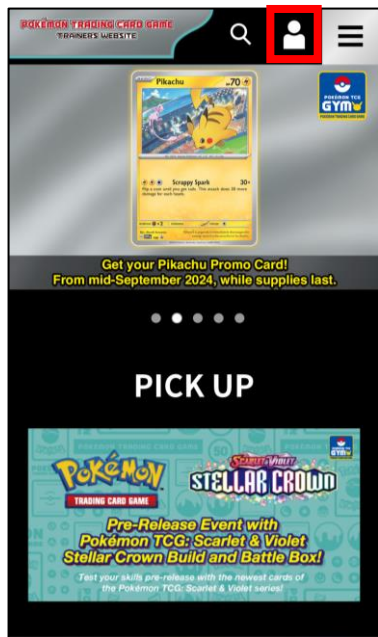 POKÉMON TRADING CARD GAME
TRAINERS WEBSITE
Pikachu 70
POKÉMON TCG
GYM
Scrappy Spark 30+
Get your Pikachu Promo Card!
From mid-September 2024, while supplies last.
PICK UP
POKÉMON
TRADING CARD GAME
SCARLET & VIOLET
STELLAR CROWN
GYM
Pre-Release Event with
Pokémon TCG: Scarlet & Violet
Stellar Crown Build and Battle Box!
Test your skills pre-release with the newest cards of
the Pokémon TCG: Scarlet & Violet series!